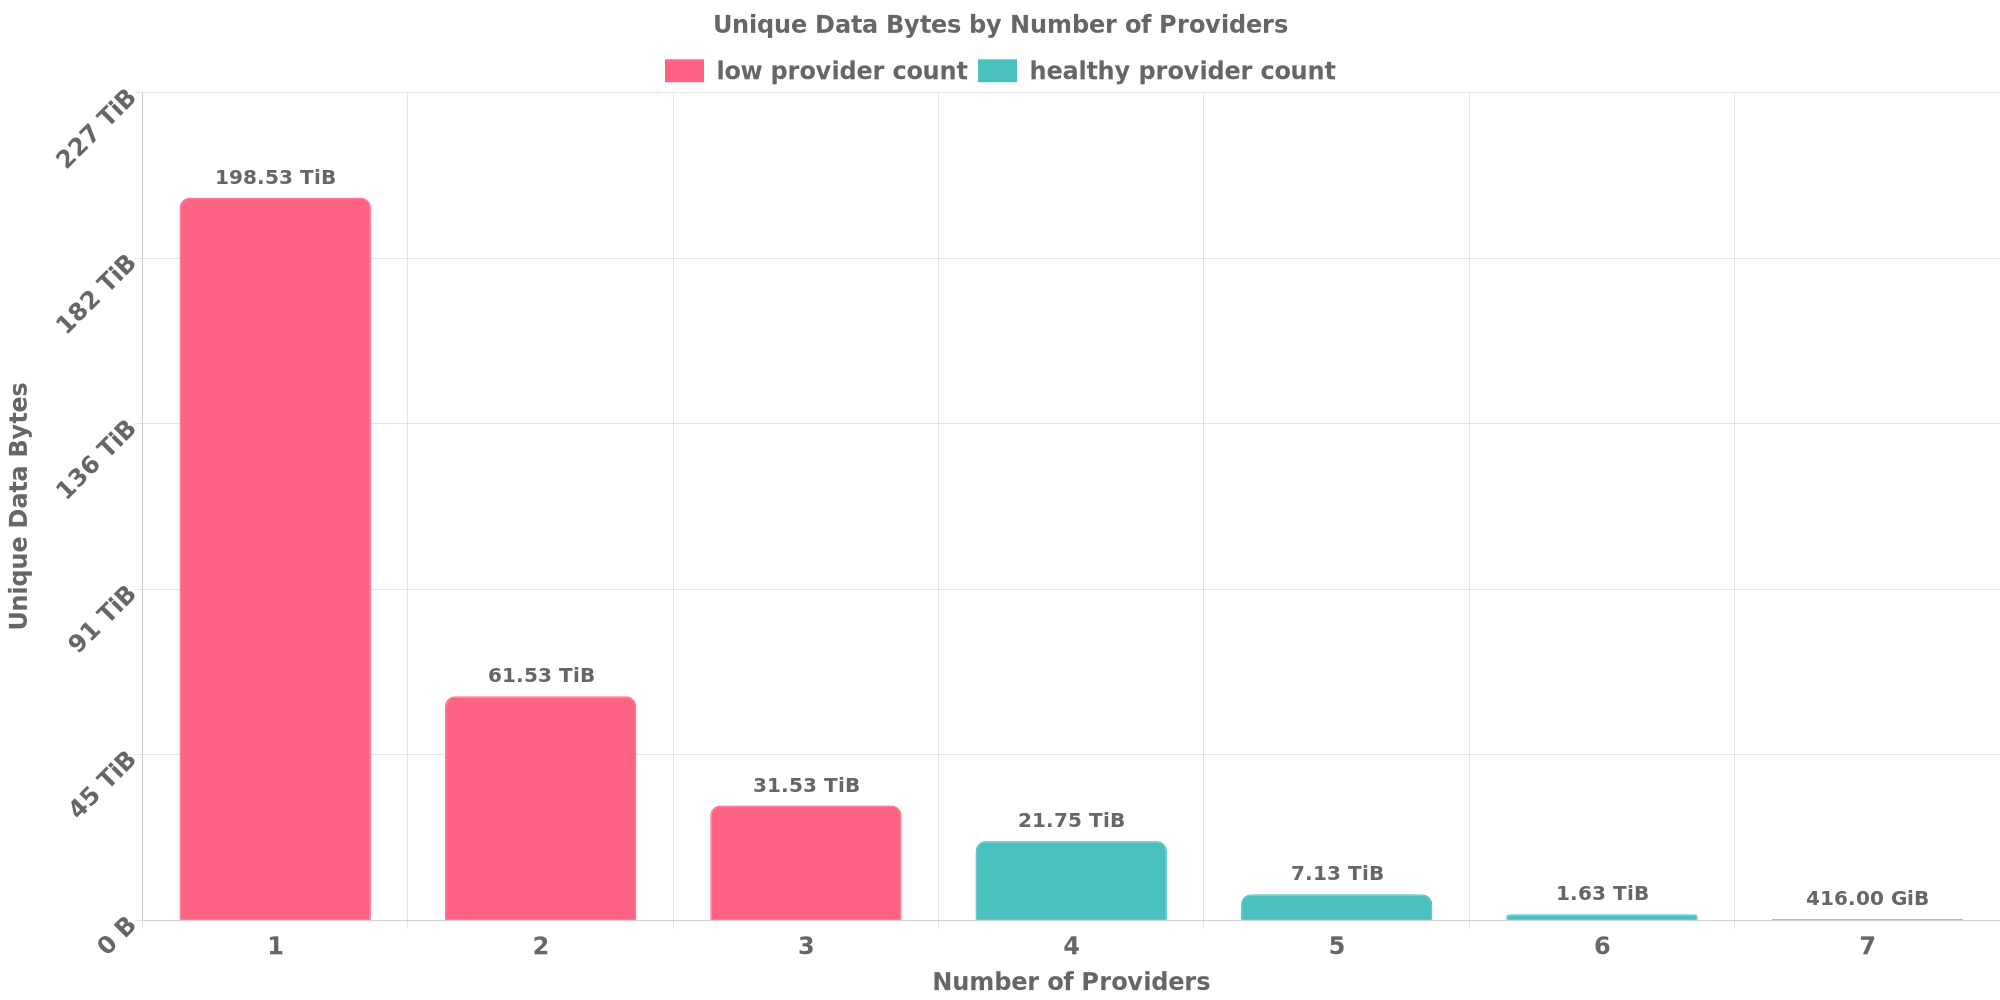 Unique Data Bytes by Number of Providers
low provider count healthy provider count
227 TiB
182 TiB
136 TiB
91 TiB
45 TiB
0 B
Unique Data Bytes
198.53 TiB
61.53 TiB
31.53 TiB
21.75 TiB
7.13 TiB
1.63 TiB
416.00 GiB
1 2 3 4 5 6 7
Number of Providers